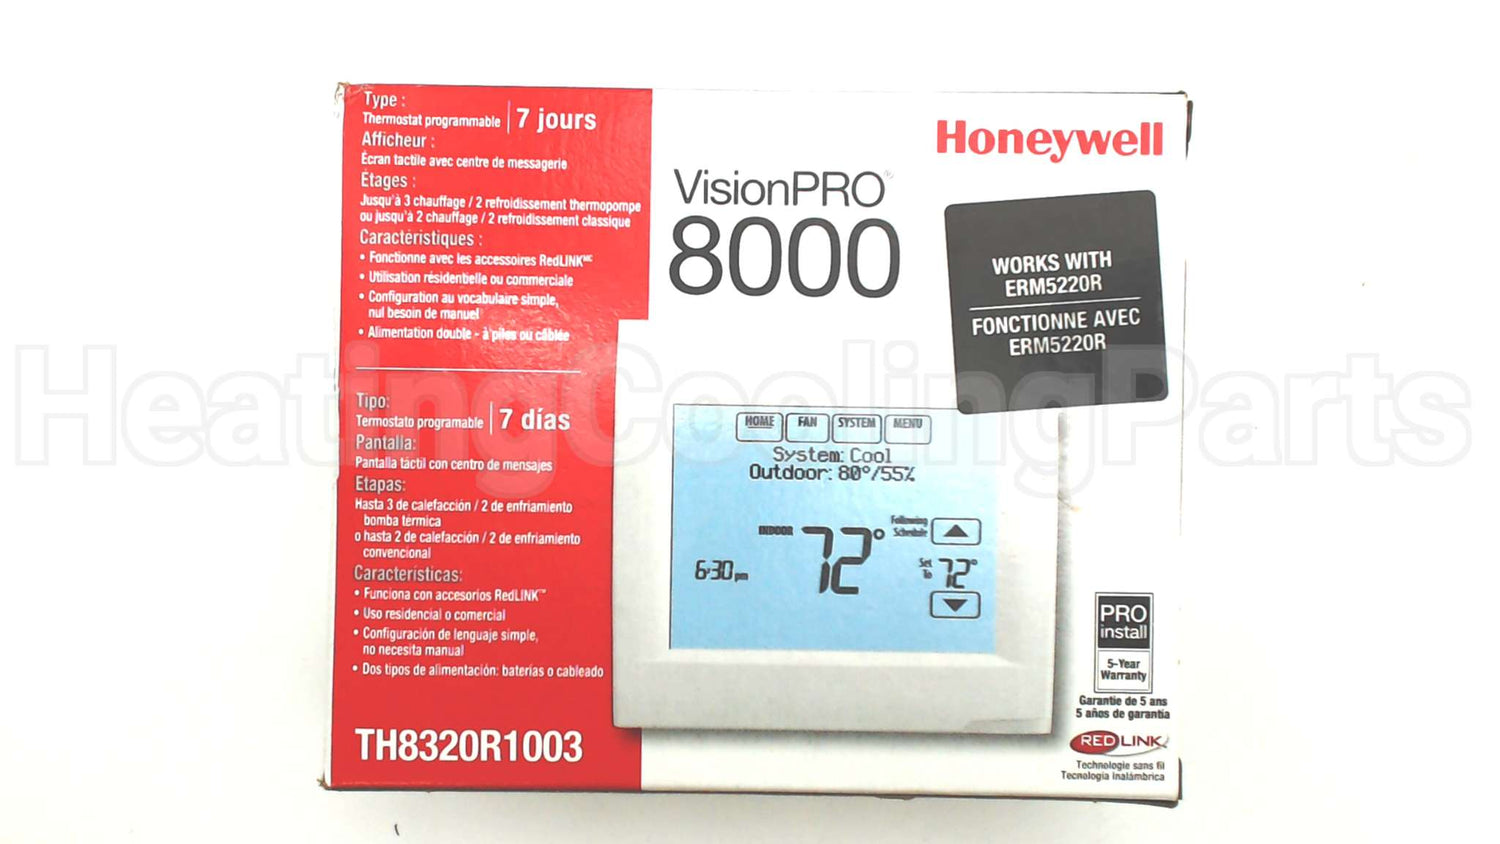 Type :
Thermostat programmable | 7 jours
Afficheur :
Écran tactile avec centre de messagerie
Étages :
Jusqu'à 3 chauffage / 2 refroidissement thermopompe
ou jusqu'à 2 chauffage / 2 refroidissement classique
Caractéristiques :
• Fonctionne avec les accessoires RedLINK MC
• Utilisation résidentielle ou commerciale
• Configuration au vocabulaire simple,
nul besoin de manuel
• Alimentation double - à piles ou câblée
Tipo:
Termostato programable | 7 días
Pantalla:
Pantalla táctil con centro de mensajes
Etapas:
Hasta 3 de calefacción / 2 de enfriamiento
bomba térmica
o hasta 2 de calefacción / 2 de enfriamiento
convencional
Características:
• Funciona con accesorios RedLINK™
• Uso residencial o comercial
• Configuración de lenguaje simple,
no necesita manual
• Dos tipos de alimentación: baterías o cableado
TH8320R1003
Honeywell
VisionPRO®
8000
WORKS WITH
ERM5220R
FONCTIONNE AVEC
ERM5220R
HOME FAN SYSTEM MENU
System: Cool
Outdoor: 80°/55%
INDOOR 72°
Following
Schedule
6:30 pm
Set
To 72°
PRO
install
5-Year
Warranty
Garantie de 5 ans
5 años de garantía
REDLINK
Technologie sans fil
Tecnología inalámbrica
HeatingCoolingParts